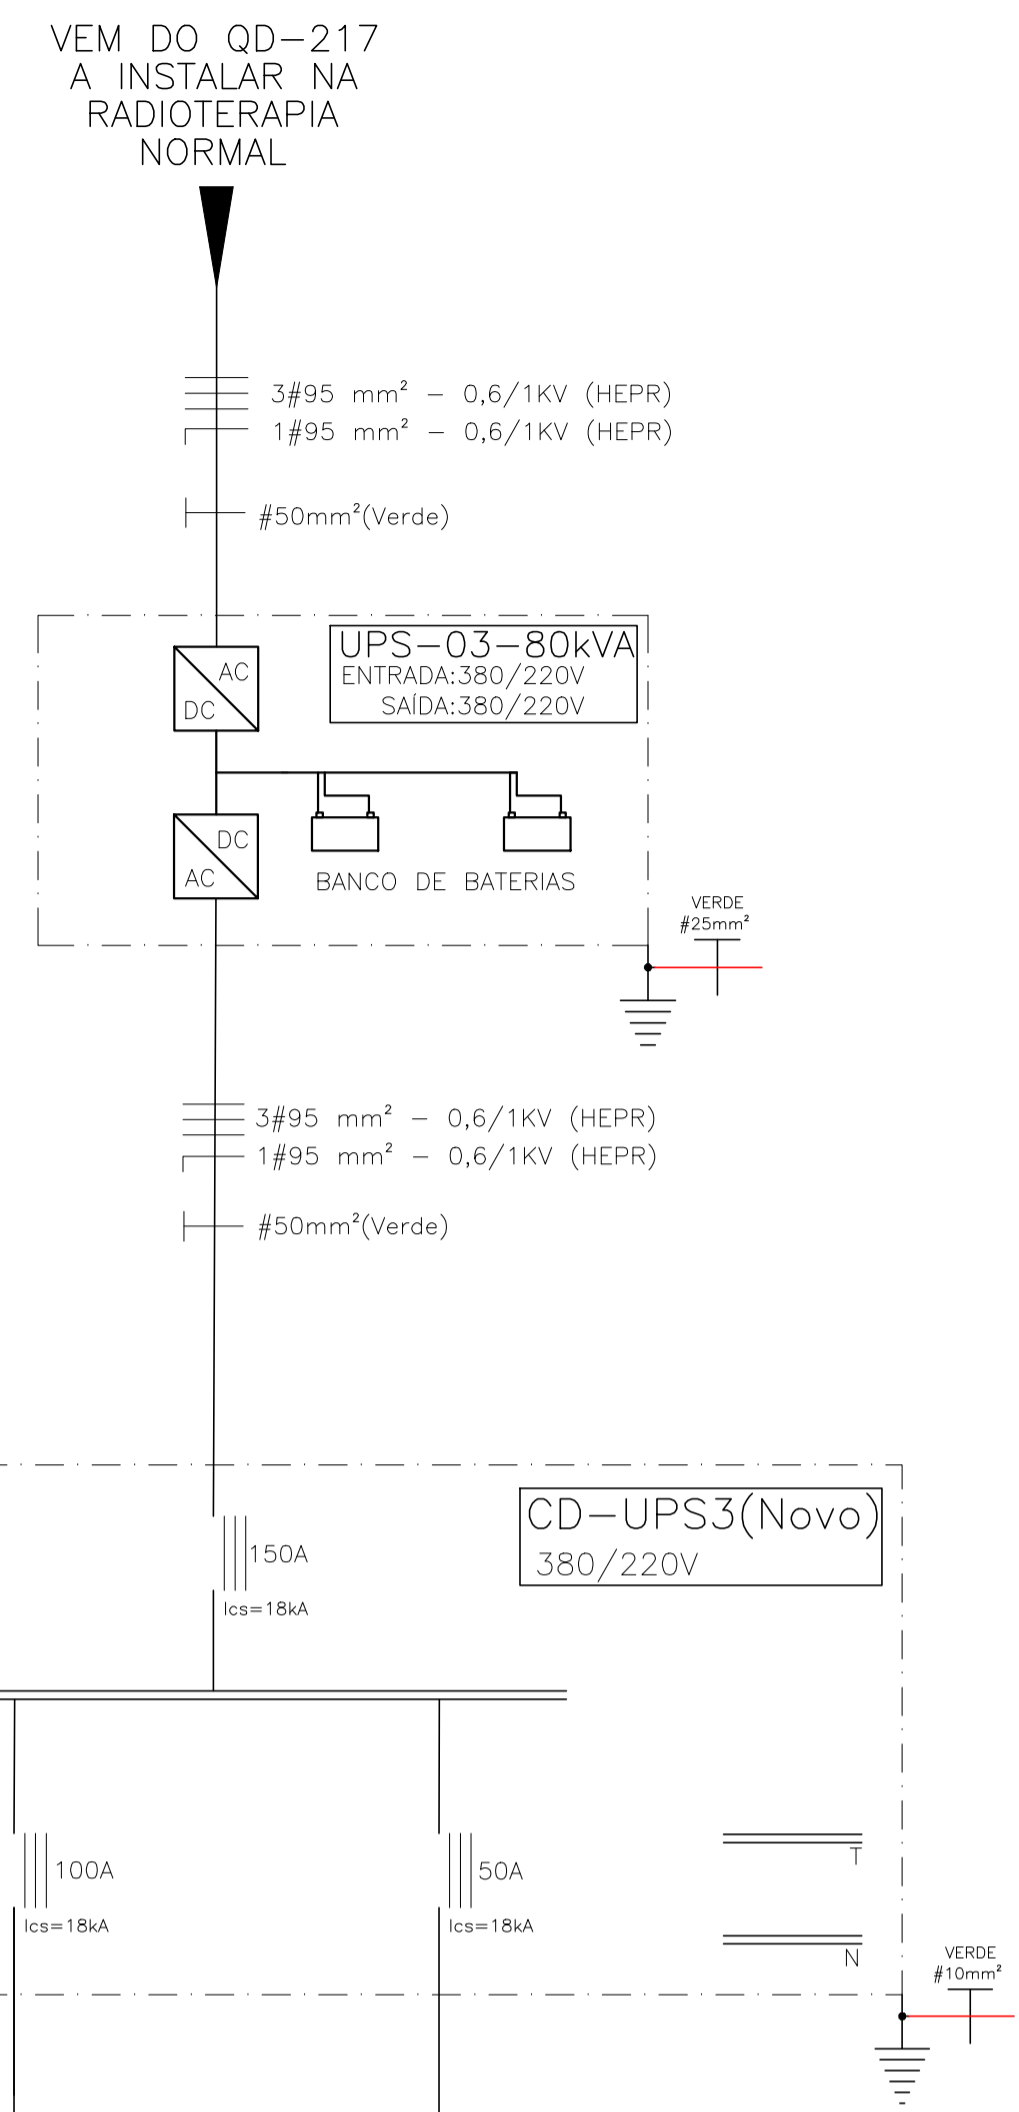 VEM DO QD-217
A INSTALAR NA
RADIOTERAPIA
NORMAL
3#95 mm² - 0,6/1KV (HEPR)
1#95 mm² - 0,6/1KV (HEPR)
#50mm²(Verde)
UPS-03-80kVA
ENTRADA:380/220V
SAÍDA:380/220V
AC
DC
DC
AC
BANCO DE BATERIAS
VERDE
#25mm²
3#95 mm² - 0,6/1KV (HEPR)
1#95 mm² - 0,6/1KV (HEPR)
#50mm²(Verde)
CD-UPS3(Novo)
380/220V
150A
Ics=18kA
100A
Ics=18kA
50A
Ics=18kA
T
N
VERDE
#10mm²